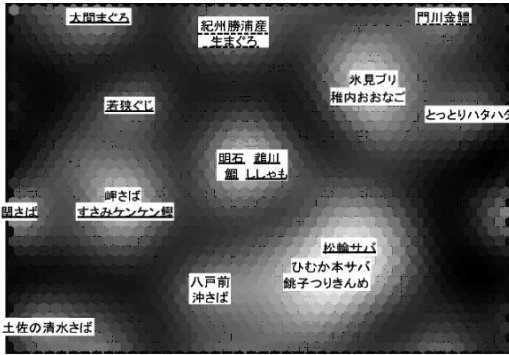 大間まぐろ
紀州勝浦産
生まぐろ
門川金鱧
氷見ブリ
稚内おおなご
若狭ぐじ
とっとりハタハタ
明石 鵡川
鯛 ししゃも
岬さば
すさみケンケン鰹
関さば
松輪サバ
ひむか本サバ
銚子つりきんめ
八戸前
沖さば
土佐の清水さば